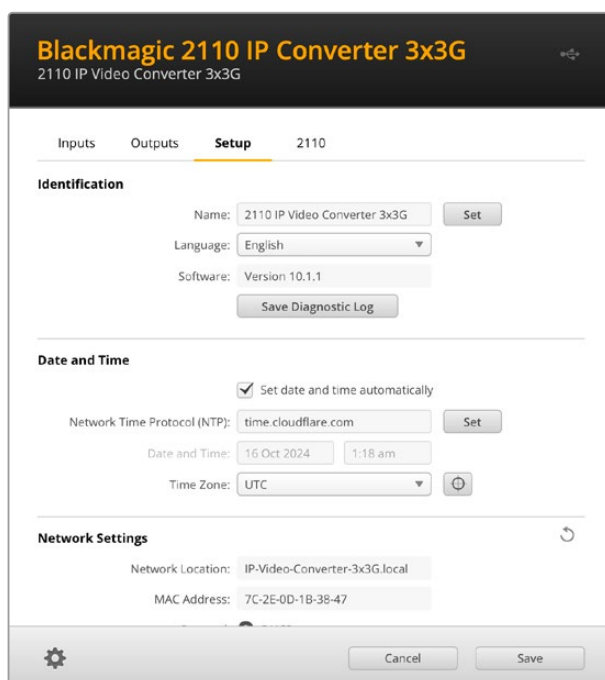 Blackmagic 2110 IP Converter 3x3G
2110 IP Video Converter 3x3G
Inputs Outputs Setup 2110
Identification
Name: 2110 IP Video Converter 3x3G Set
Language: English
Software: Version 10.1.1
Save Diagnostic Log
Date and Time
Set date and time automatically
Network Time Protocol (NTP): time.cloudflare.com Set
Date and Time: 16 Oct 2024 1:18 am
Time Zone: UTC
Network Settings
Network Location: IP-Video-Converter-3x3G.local
MAC Address: 7C-2E-0D-1B-38-47
Cancel Save